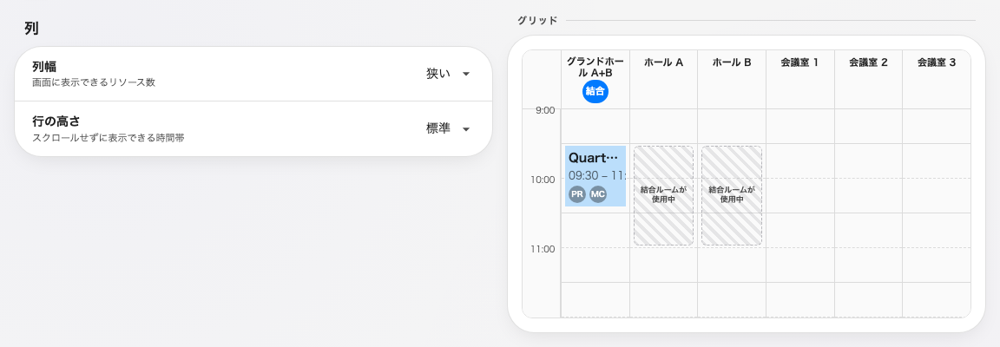 列
列幅
画面に表示できるリソース数
狭い
行の高さ
スクロールせずに表示できる時間帯
標準
グリッド
グランドホー
ル A+B
結合
ホール A
ホール B
会議室 1
会議室 2
会議室 3
9:00
Quart…
09:30 – 11:
PR MC
結合ルームが
使用中
結合ルームが
使用中
10:00
11:00